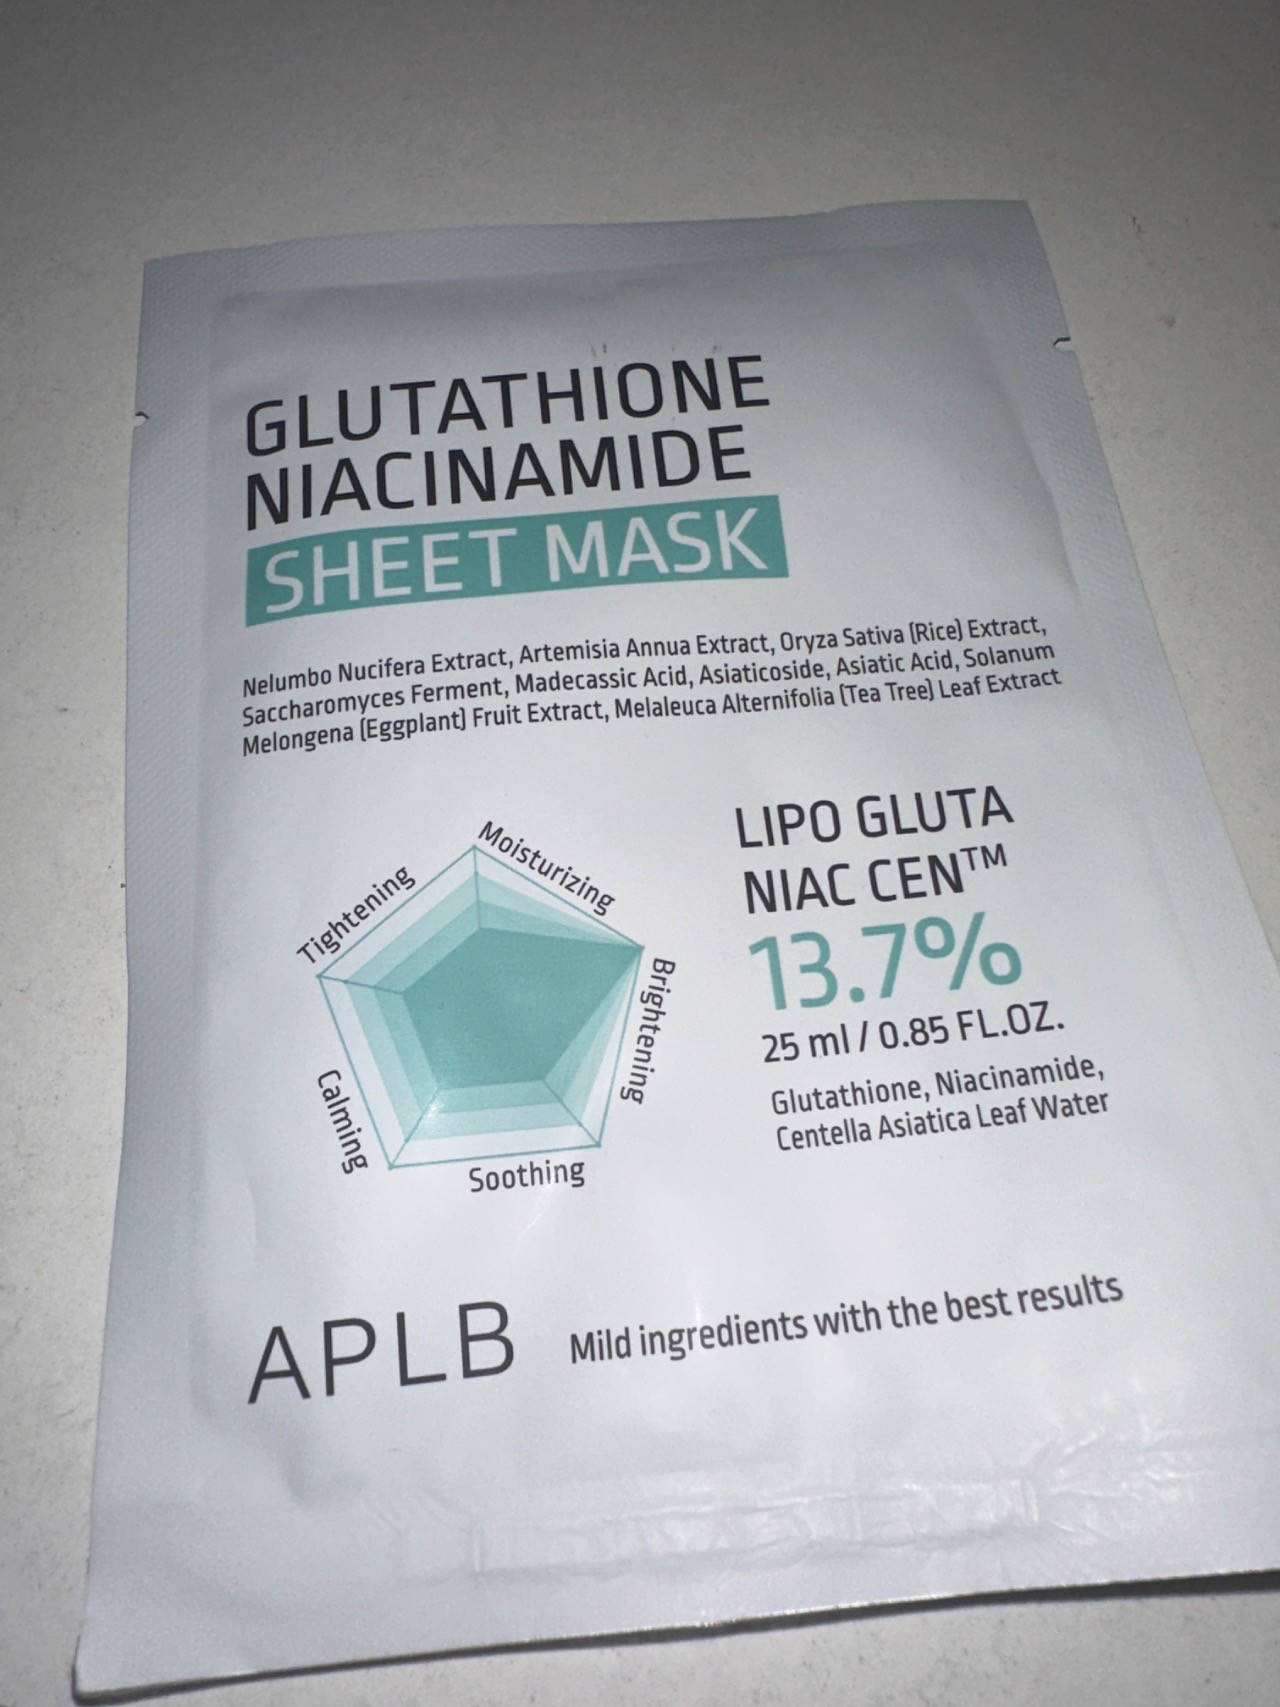 GLUTATHIONE
NIACINAMIDE
SHEET MASK
Nelumbo Nucifera Extract, Artemisia Annua Extract, Oryza Sativa (Rice) Extract,
Saccharomyces Ferment, Madecassic Acid, Asiaticoside, Asiatic Acid, Solanum
Melongena (Eggplant) Fruit Extract, Melaleuca Alternifolia (Tea Tree) Leaf Extract
Moisturizing
Tightening
Brightening
Calming
Soothing
LIPO GLUTA
NIAC CEN™
13.7%
25 ml / 0.85 FL.OZ.
Glutathione, Niacinamide,
Centella Asiatica Leaf Water
APLB
Mild ingredients with the best results